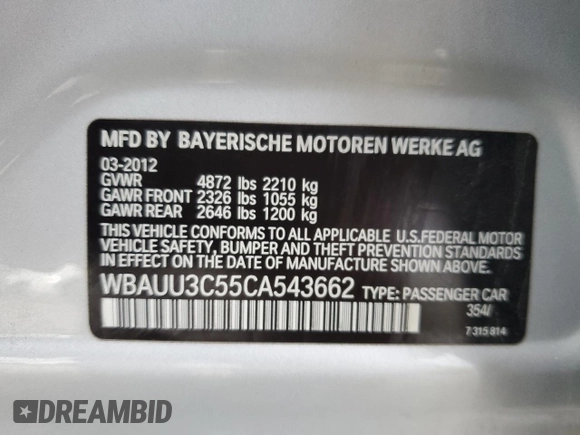 MFD BY BAYERISCHE MOTOREN WERKE AG
03-2012
GVWR 4872 lbs 2210 kg
GAWR FRONT 2326 lbs 1055 kg
GAWR REAR 2646 lbs 1200 kg
THIS VEHICLE CONFORMS TO ALL APPLICABLE U.S.FEDERAL MOTOR
VEHICLE SAFETY, BUMPER AND THEFT PREVENTION STANDARDS
IN EFFECT ON THE DATE OF MANUFACTURE SHOWN ABOVE.
WBAUU3C55CA543662 TYPE: PASSENGER CAR
354/
7 315 814
DREAMBID